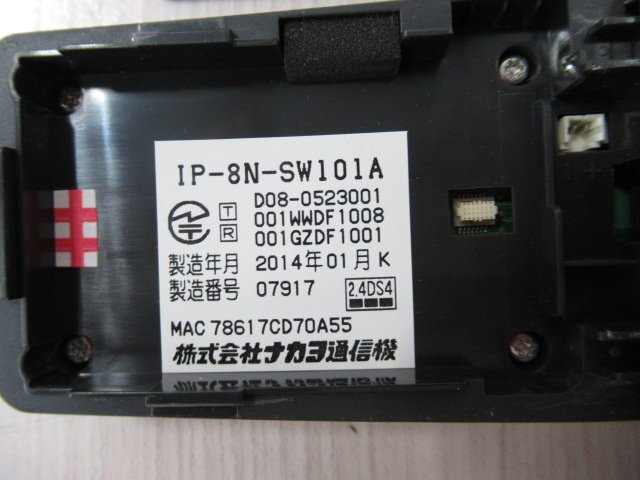 IP-8N-SW101A
D08-0523001
T 001WWDF1008
R 001GZDF1001
製造年月 2014年01月 K
製造番号 07917 2.4DS4
MAC 78617CD70A55
株式会社ナカヨ通信機